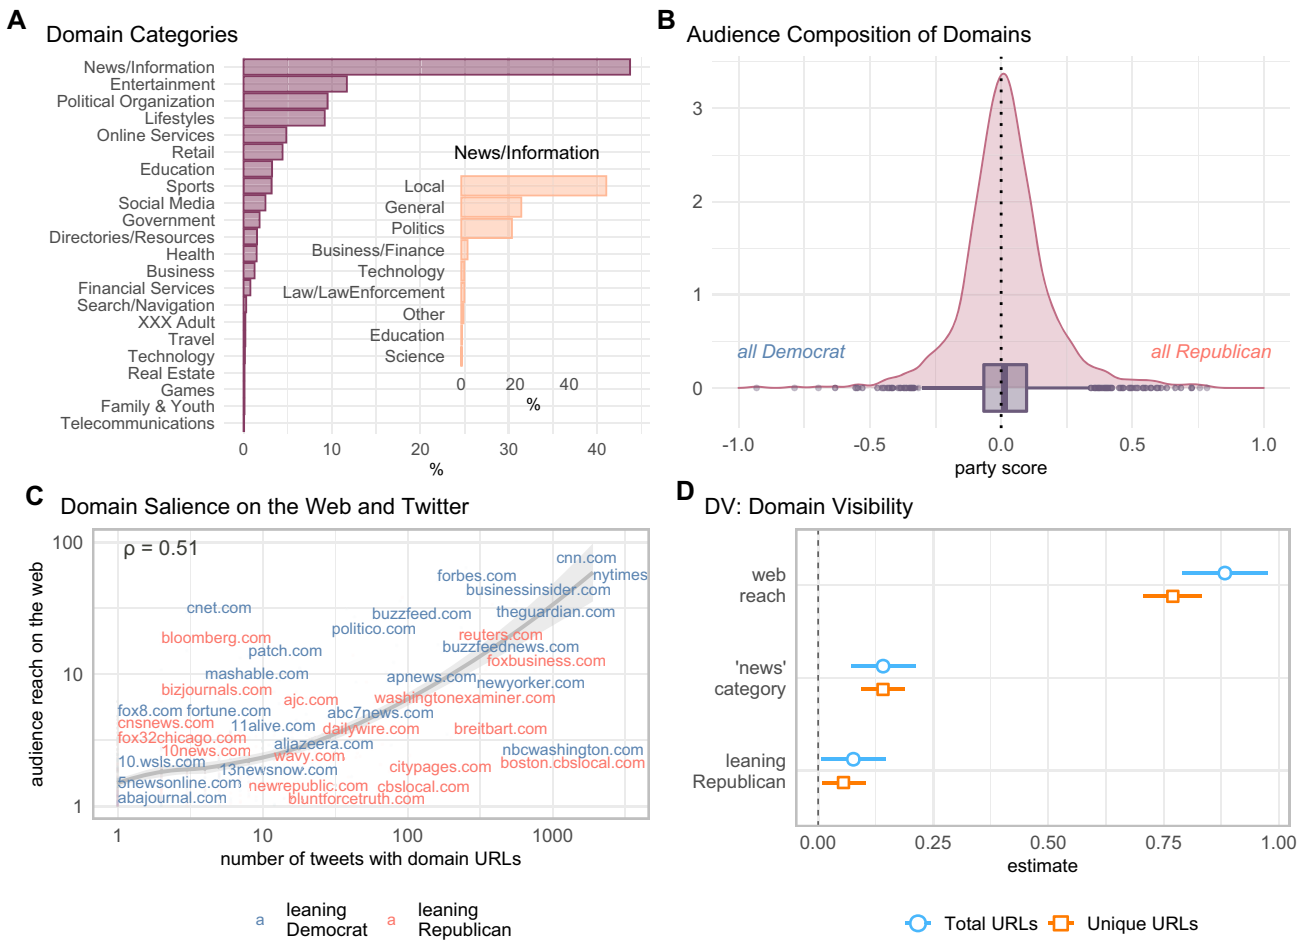 A
Domain Categories
News/Information
Entertainment
Political Organization
Lifestyles
Online Services
Retail
Education
Sports
Social Media
Government
Directories/Resources
Health
Business
Financial Services
Search/Navigation
XXX Adult
Travel
Technology
Real Estate
Games
Family & Youth
Telecommunications
0 10 20 30 40
%
News/Information
Local
General
Politics
Business/Finance
Technology
Law/LawEnforcement
Other
Education
Science
0 20 40
%
B
Audience Composition of Domains
3
2
1
0
all Democrat
all Republican
-1.0 -0.5 0.0 0.5 1.0
party score
C
Domain Salience on the Web and Twitter
audience reach on the web
100
10
1
ρ = 0.51
cnn.com
forbes.com
nytimes
businessinsider.com
cnet.com
buzzfeed.com
theguardian.com
politico.com
bloomberg.com
reuters.com
patch.com
buzzfeednews.com
foxbusiness.com
mashable.com
apnews.com
newyorker.com
bizjournals.com
ajc.com
washingtonexaminer.com
fox8.com
fortune.com
abc7news.com
cnsnews.com
11alive.com
dailywire.com
breitbart.com
fox32chicago.com
aljazeera.com
10news.com
wavy.com
nbcwashington.com
10.wsls.com
13newsnow.com
citypages.com
boston.cbslocal.com
5newsonline.com
newrepublic.com
cbslocal.com
abajournal.com
bluntforcetruth.com
1 10 100 1000
number of tweets with domain URLs
a leaning
Democrat
a leaning
Republican
D
DV: Domain Visibility
web
reach
'news'
category
leaning
Republican
0.00 0.25 0.50 0.75 1.00
estimate
Total URLs
Unique URLs